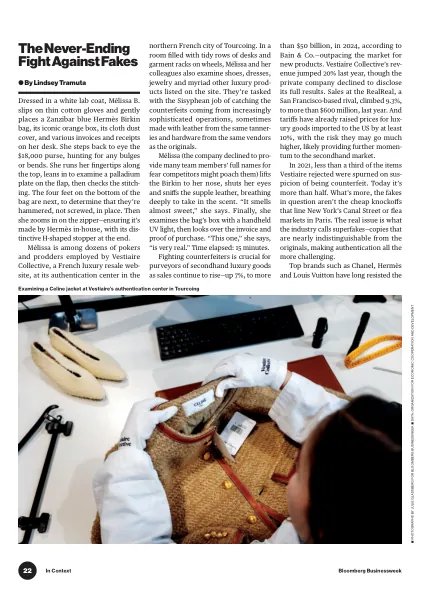 The Never-Ending
Fight Against Fakes
● By Lindsey Tramuta
Dressed in a white lab coat, Mélissa B.
slips on thin cotton gloves and gently
places a Zanzibar blue Hermès Birkin
bag, its iconic orange box, its cloth dust
cover, and various invoices and receipts
on her desk. She steps back to eye the
$18,000 purse, hunting for any bulges
or bends. She runs her fingertips along
the top, leans in to examine a palladium
plate on the flap, then checks the stitch-
ing. The four feet on the bottom of the
bag are next, to determine that they're
hammered, not screwed, in place. Then
she zooms in on the zipper—ensuring it's
made by Hermès in-house, with its dis-
tinctive H-shaped stopper at the end.
Mélissa is among dozens of pokers
and prodders employed by Vestiaire
Collective, a French luxury resale web-
site, at its authentication center in the
northern French city of Tourcoing. In a
room filled with tidy rows of desks and
garment racks on wheels, Mélissa and her
colleagues also examine shoes, dresses,
jewelry and myriad other luxury prod-
ucts listed on the site. They're tasked
with the Sisyphean job of catching the
counterfeits coming from increasingly
sophisticated operations, sometimes
made with leather from the same tanner-
ies and hardware from the same vendors
as the originals.
Mélissa (the company declined to pro-
vide many team members' full names for
fear competitors might poach them) lifts
the Birkin to her nose, shuts her eyes
and sniffs the supple leather, breathing
deeply to take in the scent. "It smells
almost sweet," she says. Finally, she
examines the bag's box with a handheld
UV light, then looks over the invoice and
proof of purchase. "This one," she says,
"is very real." Time elapsed: 15 minutes.
Fighting counterfeiters is crucial for
purveyors of secondhand luxury goods
as sales continue to rise—up 7%, to more
than $50 billion, in 2024, according to
Bain & Co.—outpacing the market for
new products. Vestiaire Collective's rev-
enue jumped 20% last year, though the
private company declined to disclose
its full results. Sales at the RealReal, a
San Francisco-based rival, climbed 9.3%,
to more than $600 million, last year. And
tariffs have already raised prices for lux-
ury goods imported to the US by at least
10%, with the risk they may go much
higher, likely providing further momen-
tum to the secondhand market.
In 2021, less than a third of the items
Vestiaire rejected were spurned on sus-
picion of being counterfeit. Today it's
more than half. What's more, the fakes
in question aren't the cheap knockoffs
that line New York's Canal Street or flea
markets in Paris. The real issue is what
the industry calls superfakes—copies that
are nearly indistinguishable from the
originals, making authentication all the
more challenging.
Top brands such as Chanel, Hermès
and Louis Vuitton have long resisted the
Examining a Celine jacket at Vestiaire's authentication center in Tourcoing
CELINE
Vestiaire
Collective
22
In Context
Bloomberg Businessweek